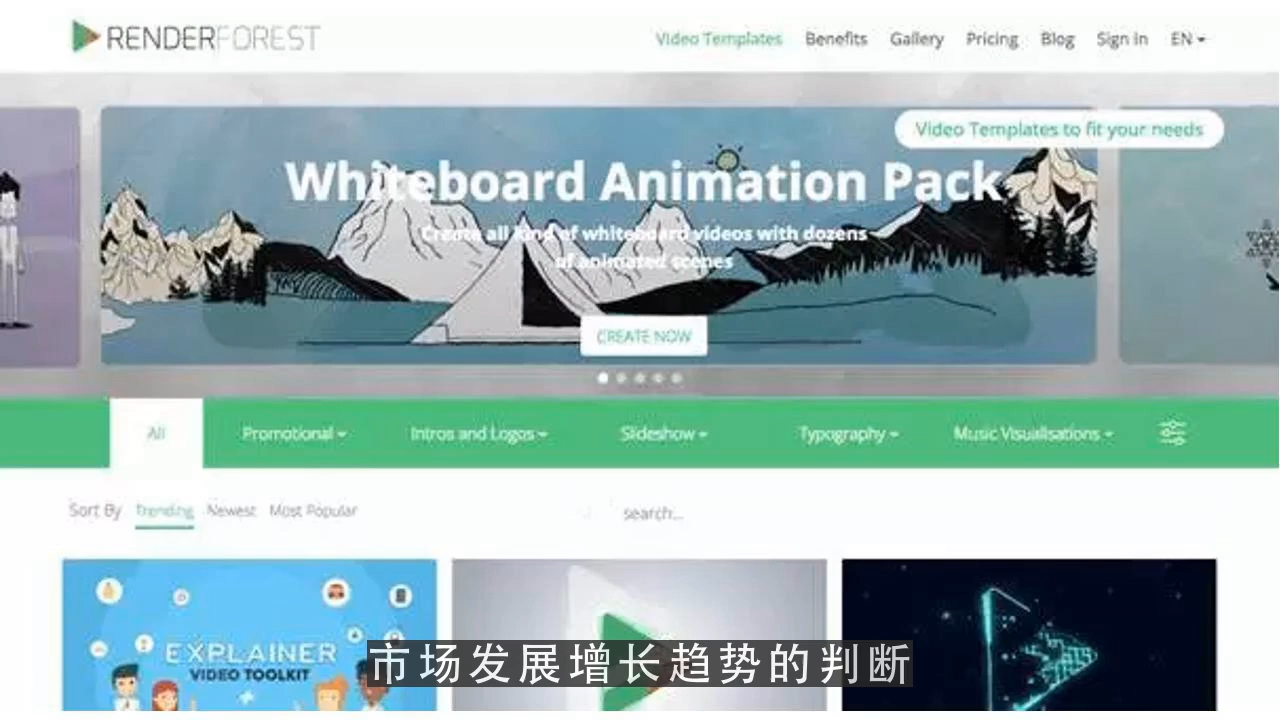 RENDERFOREST
Video Templates Benefits Gallery Pricing Blog Sign In EN
Video Templates to fit your needs
Whiteboard Animation Pack
Create all kind of whiteboard videos with dozens
of animated scenes
CREATE NOW
All Promotional Intros and Logos Slideshow Typography Music Visualisations
Sort By Trending Newest Most Popular search...
EXPLAINER
VIDEO TOOLKIT
市场发展增长趋势的判断